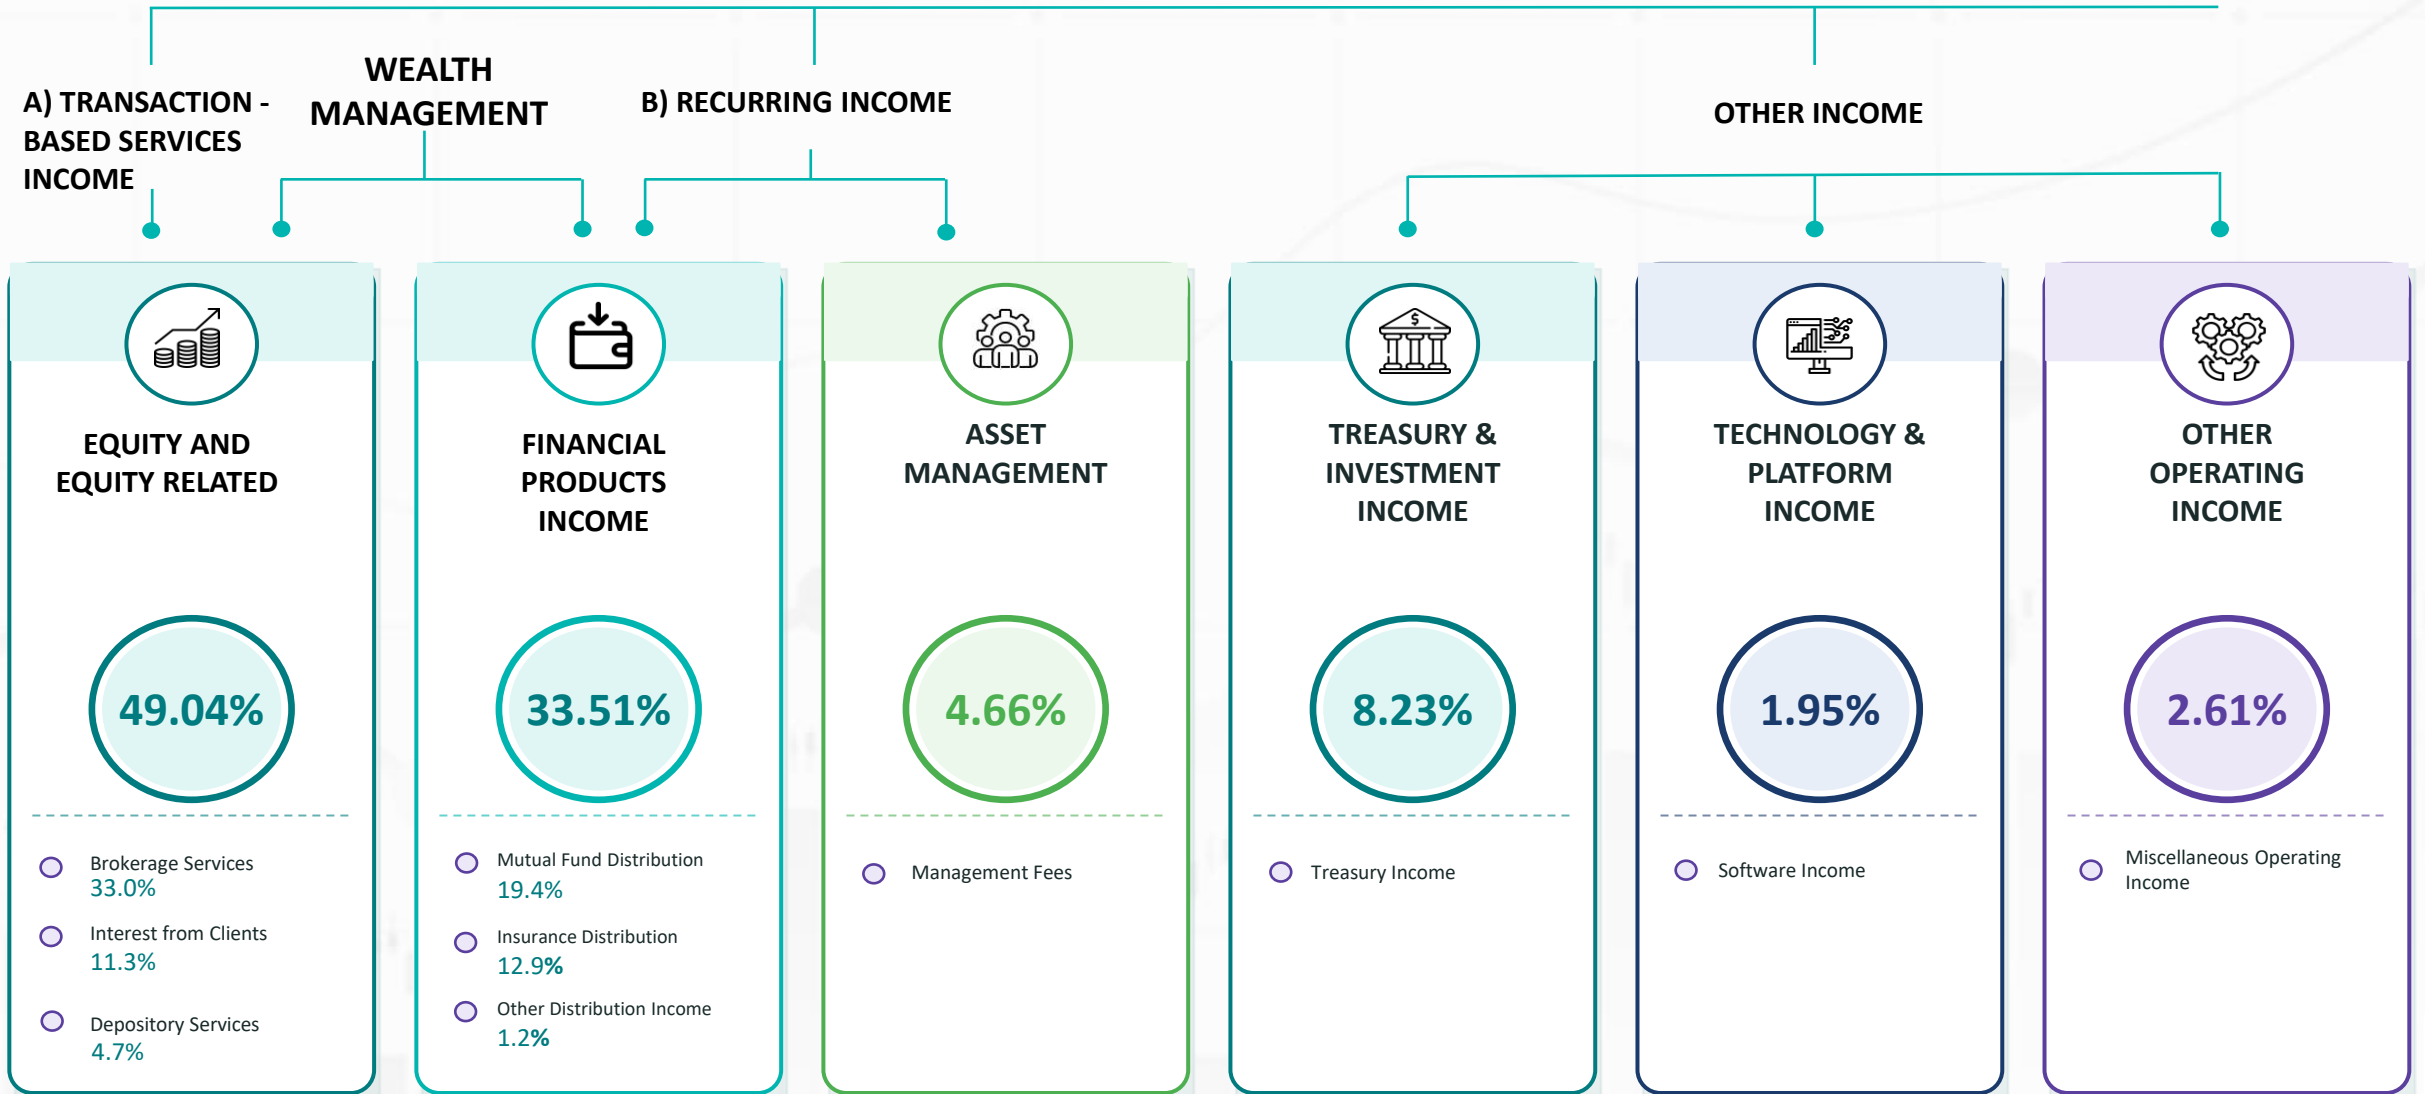 A) TRANSACTION -
BASED SERVICES
INCOME
WEALTH
MANAGEMENT
B) RECURRING INCOME
OTHER INCOME
EQUITY AND
EQUITY RELATED
49.04%
Brokerage Services
33.0%
Interest from Clients
11.3%
Depository Services
4.7%
FINANCIAL
PRODUCTS
INCOME
33.51%
Mutual Fund Distribution
19.4%
Insurance Distribution
12.9%
Other Distribution Income
1.2%
ASSET
MANAGEMENT
4.66%
Management Fees
$
TREASURY &
INVESTMENT
INCOME
8.23%
Treasury Income
TECHNOLOGY &
PLATFORM
INCOME
1.95%
Software Income
OTHER
OPERATING
INCOME
2.61%
Miscellaneous Operating
Income